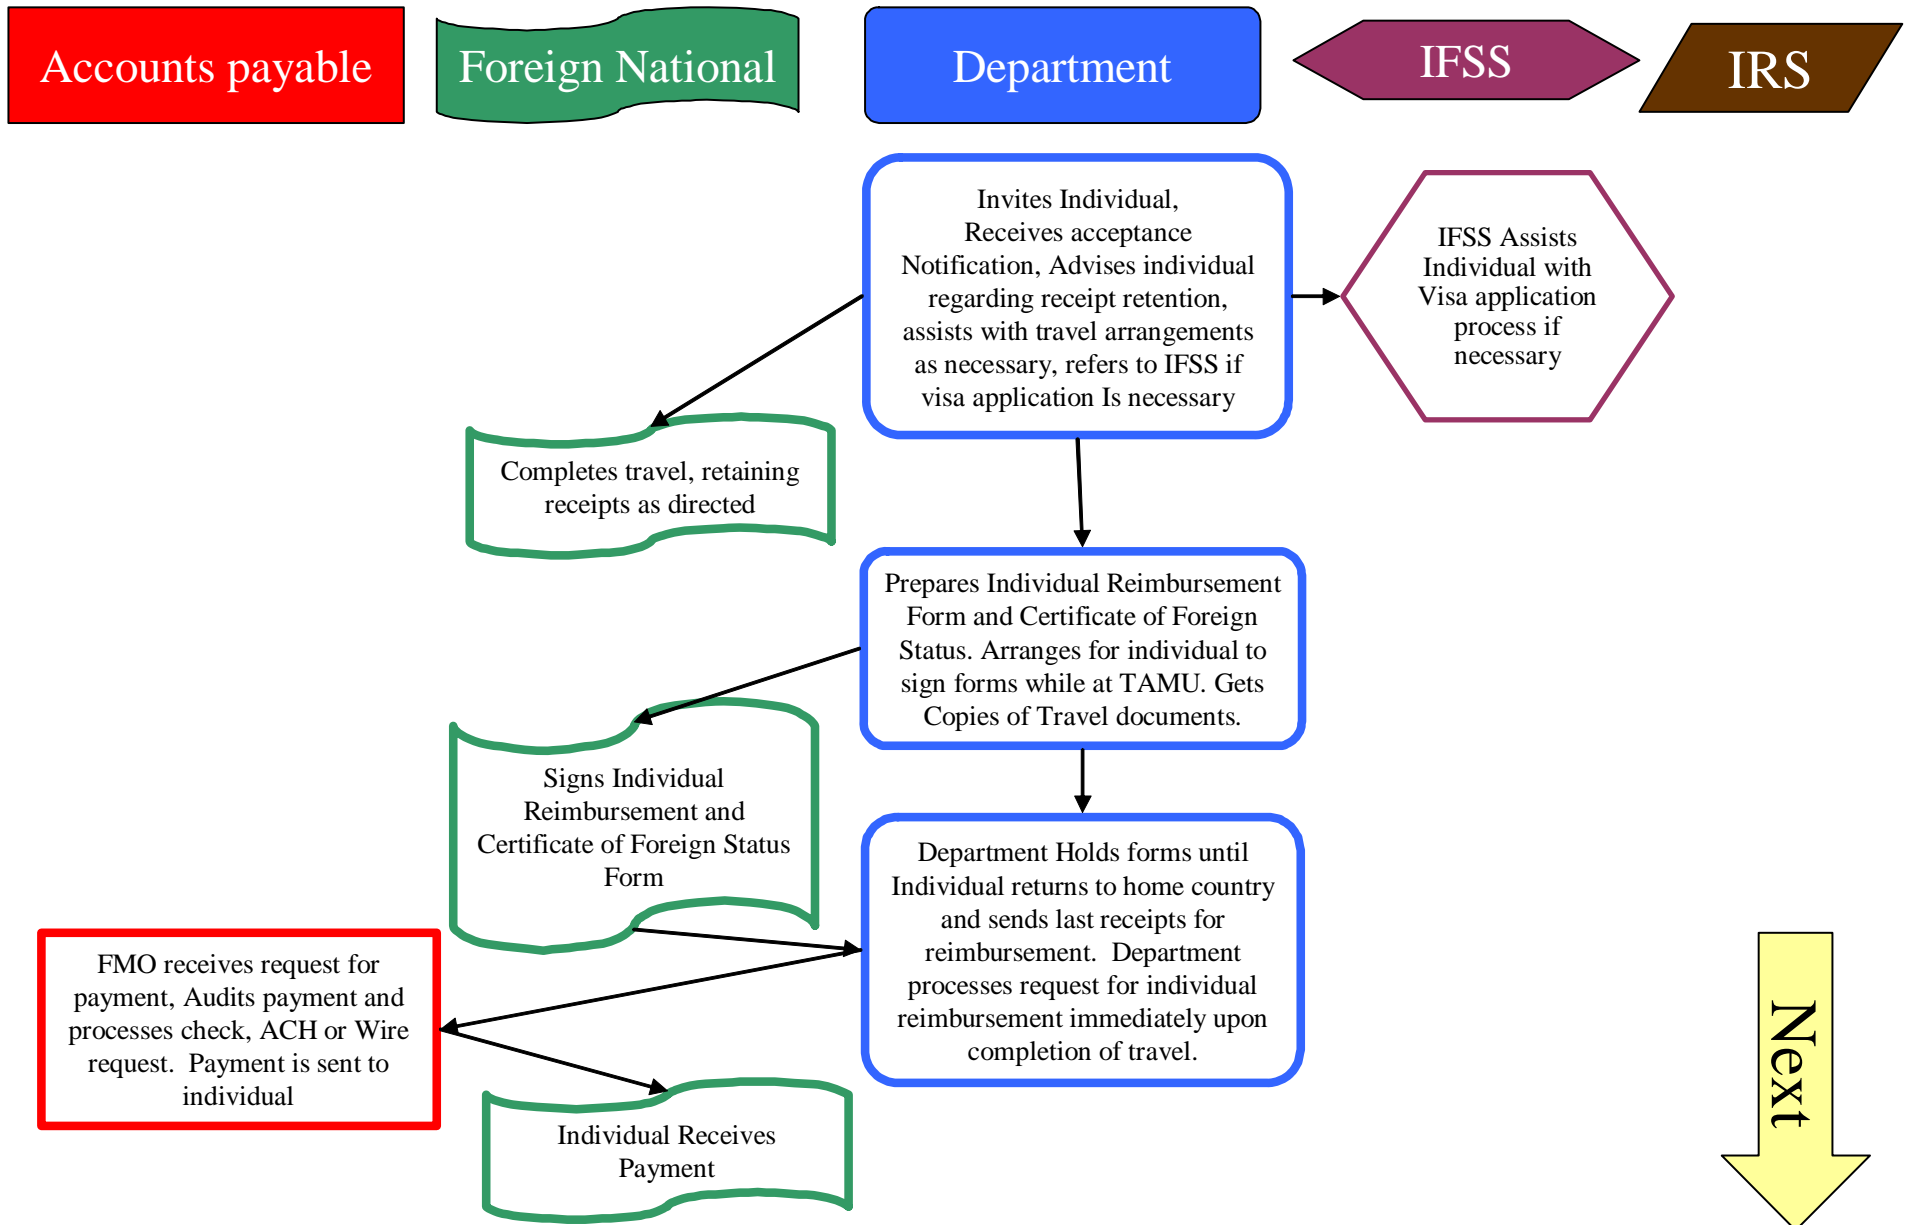 Accounts payable
Foreign National
Department
IFSS
IRS
Invites Individual,
Receives acceptance
Notification, Advises individual
regarding receipt retention,
assists with travel arrangements
as necessary, refers to IFSS if
visa application Is necessary
IFSS Assists
Individual with
Visa application
process if
necessary
Completes travel, retaining
receipts as directed
Prepares Individual Reimbursement
Form and Certificate of Foreign
Status. Arranges for individual to
sign forms while at TAMU. Gets
Copies of Travel documents.
Signs Individual
Reimbursement and
Certificate of Foreign Status
Form
Department Holds forms until
Individual returns to home country
and sends last receipts for
reimbursement.  Department
processes request for individual
reimbursement immediately upon
completion of travel.
FMO receives request for
payment, Audits payment and
processes check, ACH or Wire
request.  Payment is sent to
individual
Individual Receives
Payment
Next